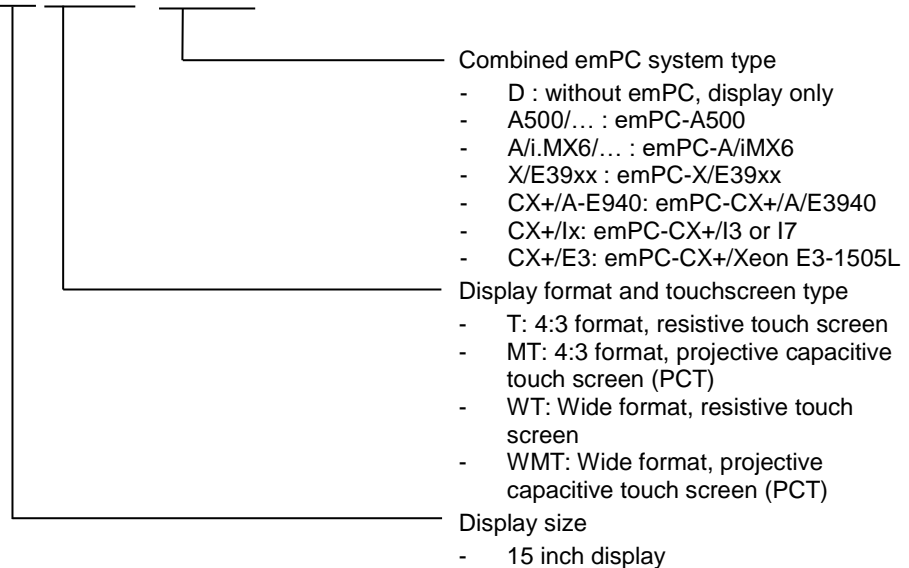 Combined emPC system type
- D : without emPC, display only
- A500/… : emPC-A500
- A/i.MX6/… : emPC-A/iMX6
- X/E39xx : emPC-X/E39xx
- CX+/A-E940: emPC-CX+/A/E3940
- CX+/Ix: emPC-CX+/I3 or I7
- CX+/E3: emPC-CX+/Xeon E3-1505L
Display format and touchscreen type
- T: 4:3 format, resistive touch screen
- MT: 4:3 format, projective capacitive
touch screen (PCT)
- WT: Wide format, resistive touch
screen
- WMT: Wide format, projective
capacitive touch screen (PCT)
Display size
- 15 inch display